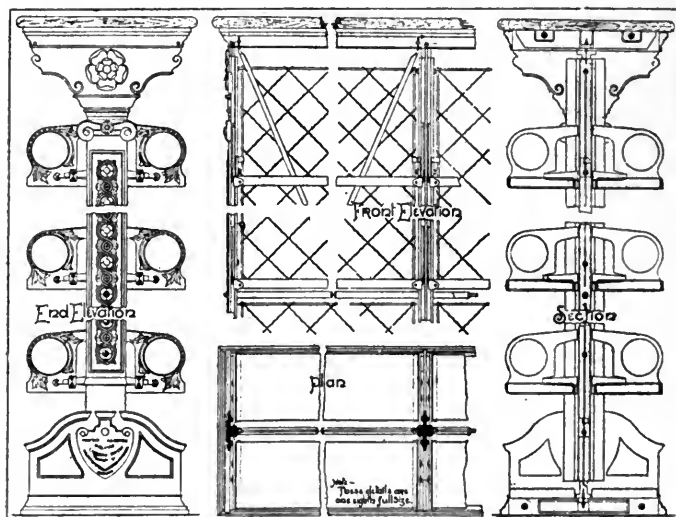 End Elevation
Front Elevation
Section
plan
Note -
These details are
one eighth full size.